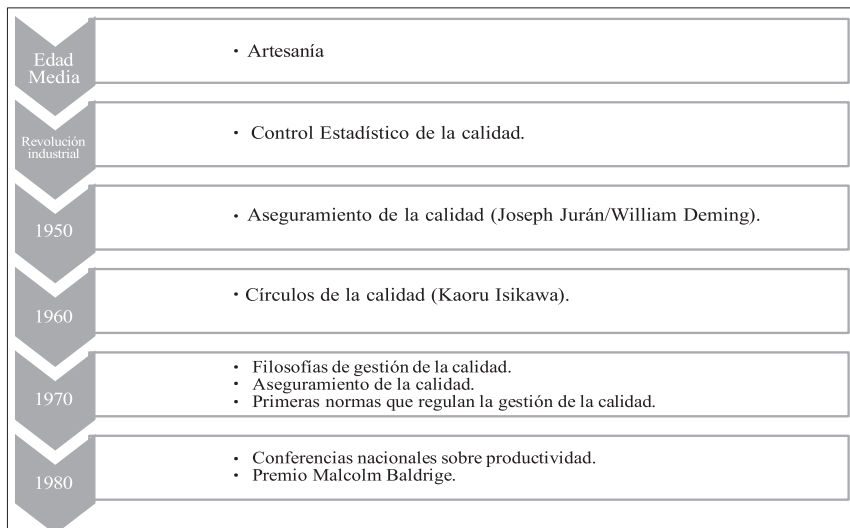 Edad
Media
• Artesanía
Revolución
industrial
• Control Estadístico de la calidad.
1950
• Aseguramiento de la calidad (Joseph Jurán/William Deming).
1960
• Círculos de la calidad (Kaoru Isikawa).
1970
• Filosofías de gestión de la calidad.
• Aseguramiento de la calidad.
• Primeras normas que regulan la gestión de la calidad.
1980
• Conferencias nacionales sobre productividad.
• Premio Malcolm Baldrige.